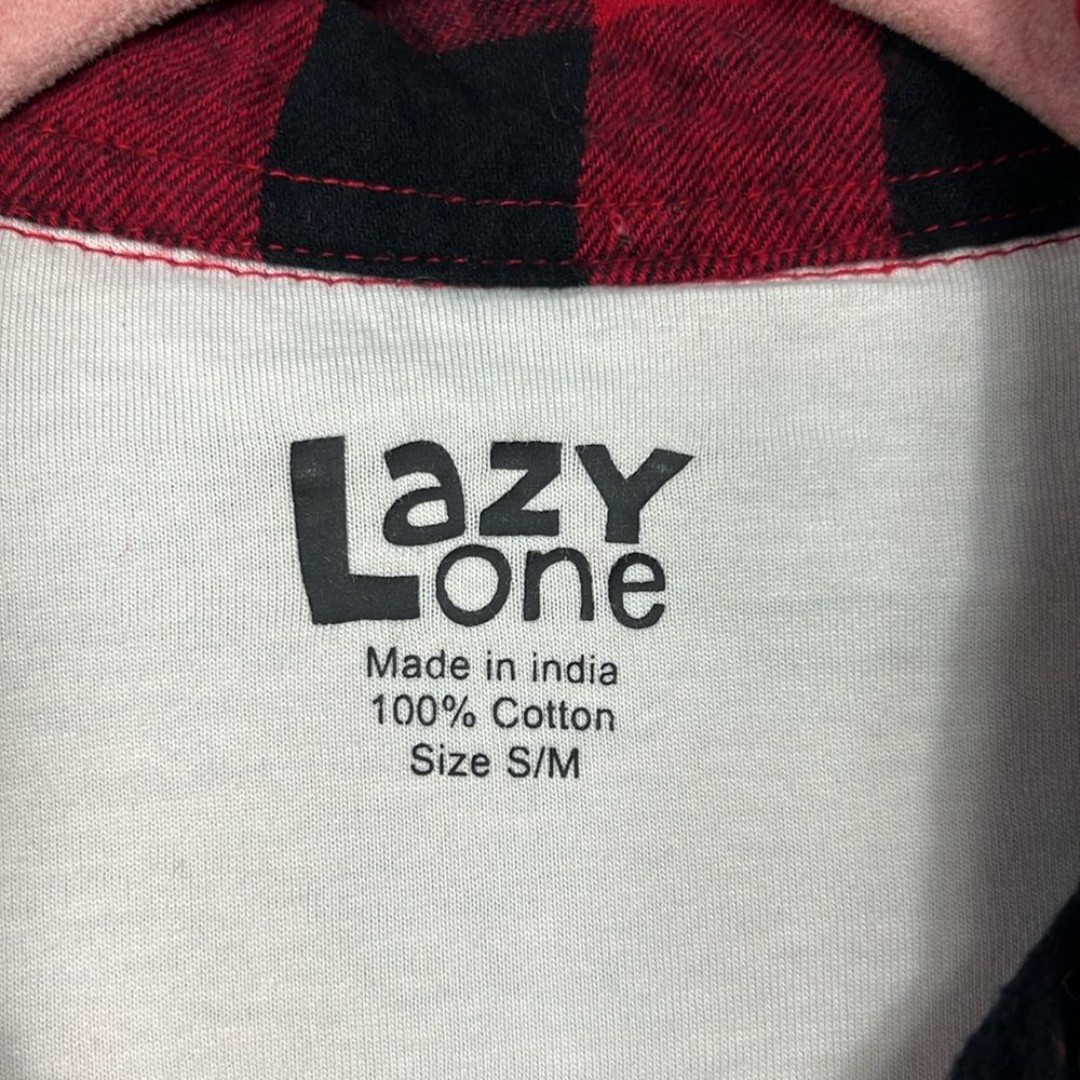 Lazy
one
Made in india
100% Cotton
Size S/M